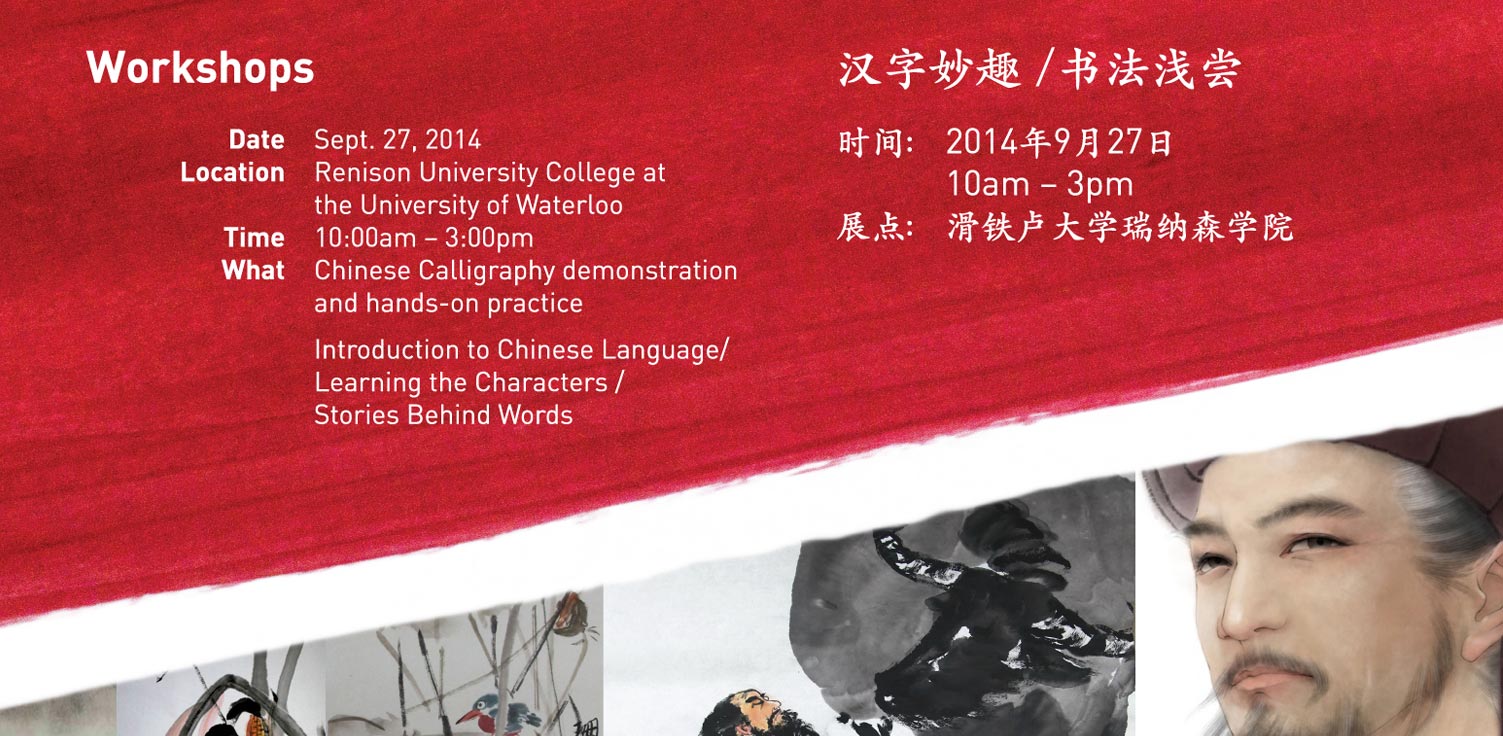 Workshops
Date Sept. 27, 2014
Location Renison University College at
the University of Waterloo
Time 10:00am – 3:00pm
What Chinese Calligraphy demonstration
and hands-on practice
Introduction to Chinese Language/
Learning the Characters /
Stories Behind Words
汉字妙趣 /书法浅尝
时间: 2014年9月27日
10am – 3pm
展点: 滑铁卢大学瑞纳森学院